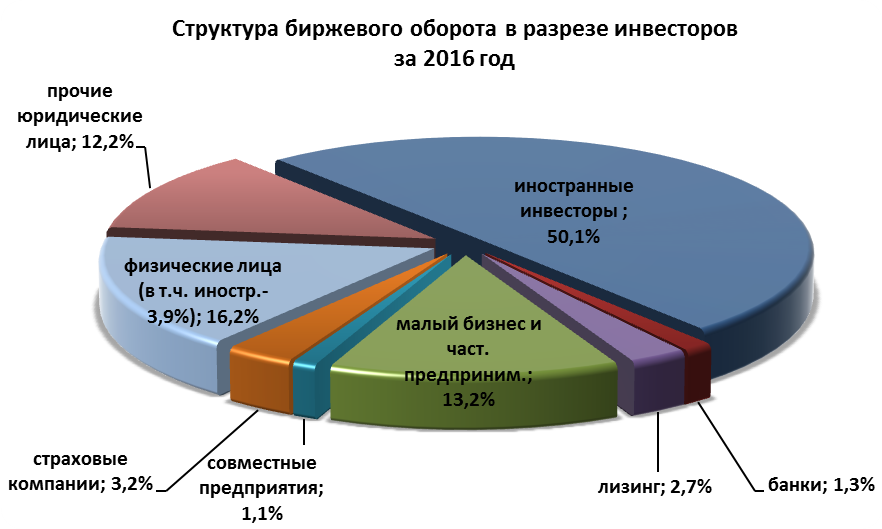 Структура биржевого оборота в разрезе инвесторов
за 2016 год
прочие
юридические
лица; 12,2%
иностранные
инвесторы ;
50,1%
физические лица
(в т.ч. иностр.-
3,9%); 16,2%
малый бизнес и
част.
предприним.;
13,2%
страховые
компании; 3,2%
совместные
предприятия;
1,1%
лизинг; 2,7%
банки; 1,3%